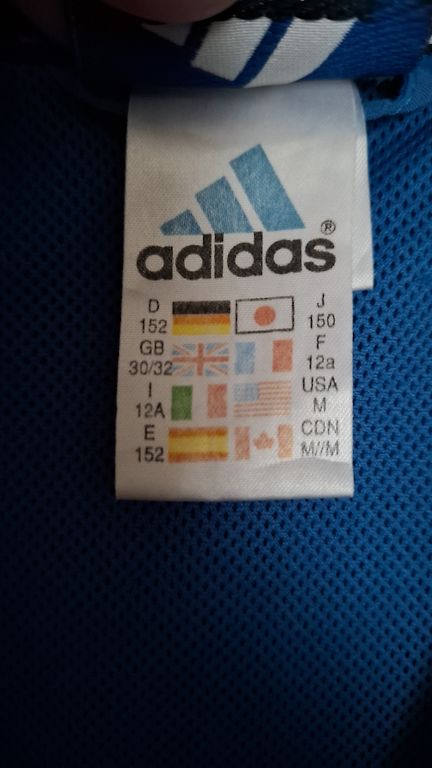 adidas®
D 152 J 150
GB 30/32 F 12a
I 12A USA M
E 152 CDN M//M